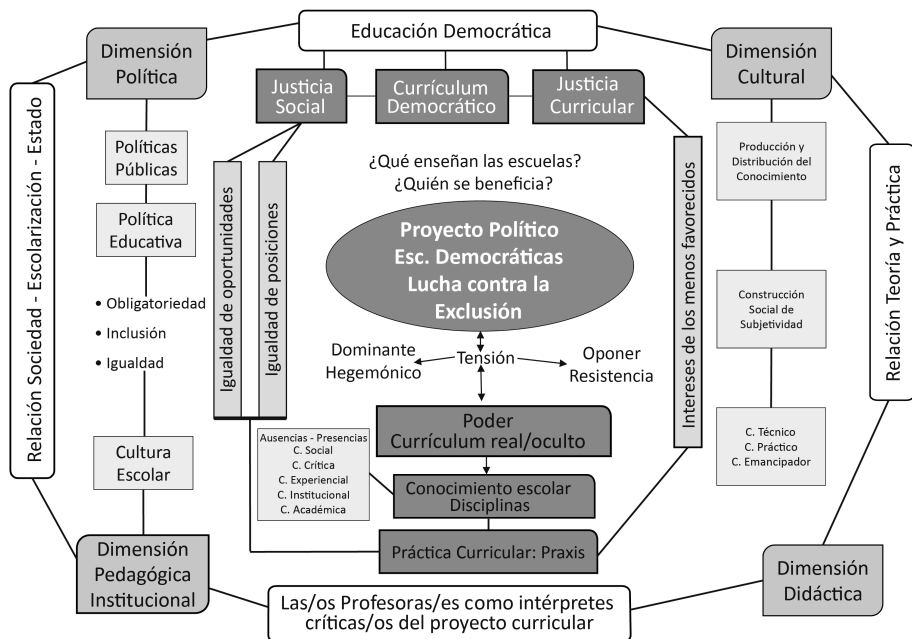 Educación Democrática
Dimensión
Política
Justicia
Social
Currículum
Democrático
Justicia
Curricular
Dimensión
Cultural
Relación Sociedad - Escolarización - Estado
Políticas
Públicas
Política
Educativa
• Obligatoriedad
• Inclusión
• Igualdad
Cultura
Escolar
Dimensión
Pedagógica
Institucional
Igualdad de oportunidades
Igualdad de posiciones
¿Qué enseñan las escuelas?
¿Quién se beneficia?
Proyecto Político
Esc. Democráticas
Lucha contra la
Exclusión
Dominante
Hegemónico
Tensión
Oponer
Resistencia
Poder
Currículum real/oculto
Ausencias - Presencias
C. Social
C. Crítica
C. Experiencial
C. Institucional
C. Académica
Conocimiento escolar
Disciplinas
Práctica Curricular: Praxis
Intereses de los menos favorecidos
Producción y
Distribución del
Conocimiento
Construcción
Social de
Subjetividad
C. Técnico
C. Práctico
C. Emancipador
Relación Teoría y Práctica
Dimensión
Didáctica
Las/os Profesoras/es como intérpretes
críticas/os del proyecto curricular